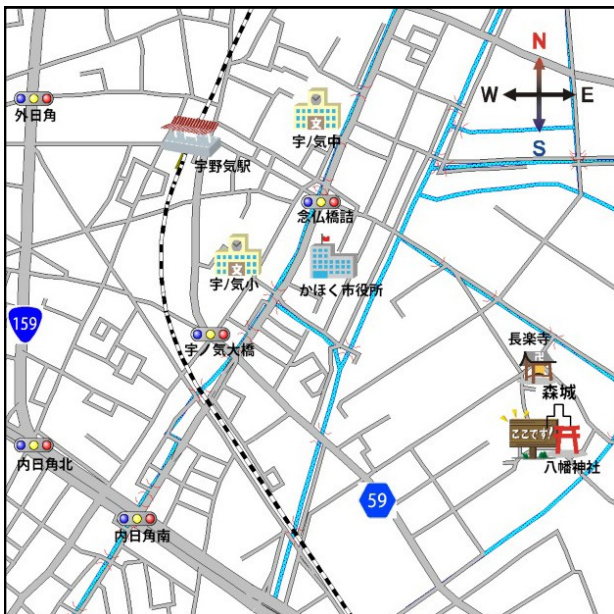 N
W
E
S
外日角
宇野気駅
宇ノ気中
念仏橋詰
宇ノ気小
かほく市役所
159
宇ノ気大橋
長楽寺
森城
ここです!
八幡神社
内日角北
59
内日角南
文
文